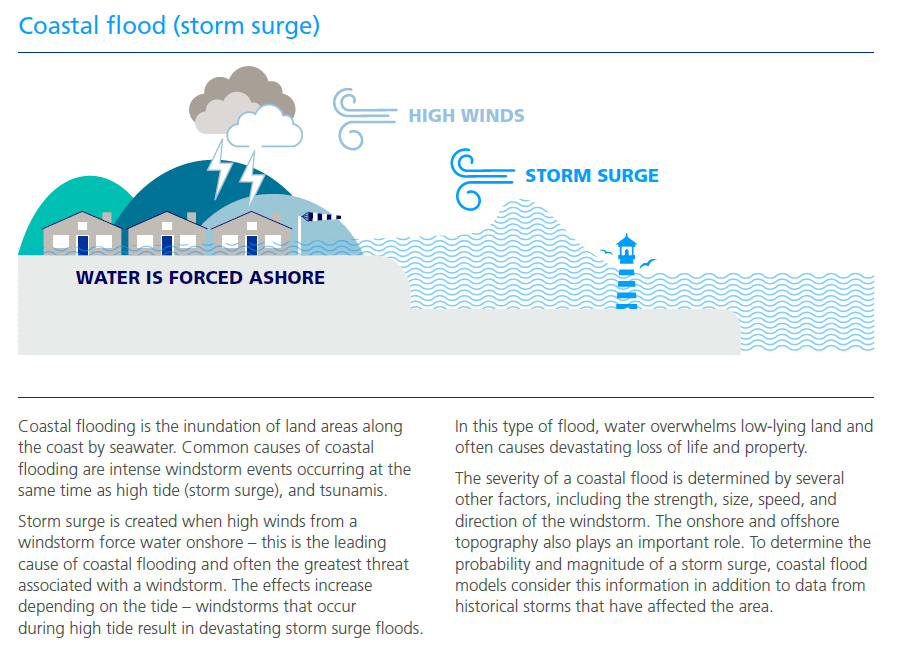 Coastal flood (storm surge)
HIGH WINDS
STORM SURGE
WATER IS FORCED ASHORE
Coastal flooding is the inundation of land areas along
the coast by seawater. Common causes of coastal
flooding are intense windstorm events occurring at the
same time as high tide (storm surge), and tsunamis.
Storm surge is created when high winds from a
windstorm force water onshore – this is the leading
cause of coastal flooding and often the greatest threat
associated with a windstorm. The effects increase
depending on the tide – windstorms that occur
during high tide result in devastating storm surge floods.
In this type of flood, water overwhelms low-lying land and
often causes devastating loss of life and property.
The severity of a coastal flood is determined by several
other factors, including the strength, size, speed, and
direction of the windstorm. The onshore and offshore
topography also plays an important role. To determine the
probability and magnitude of a storm surge, coastal flood
models consider this information in addition to data from
historical storms that have affected the area.